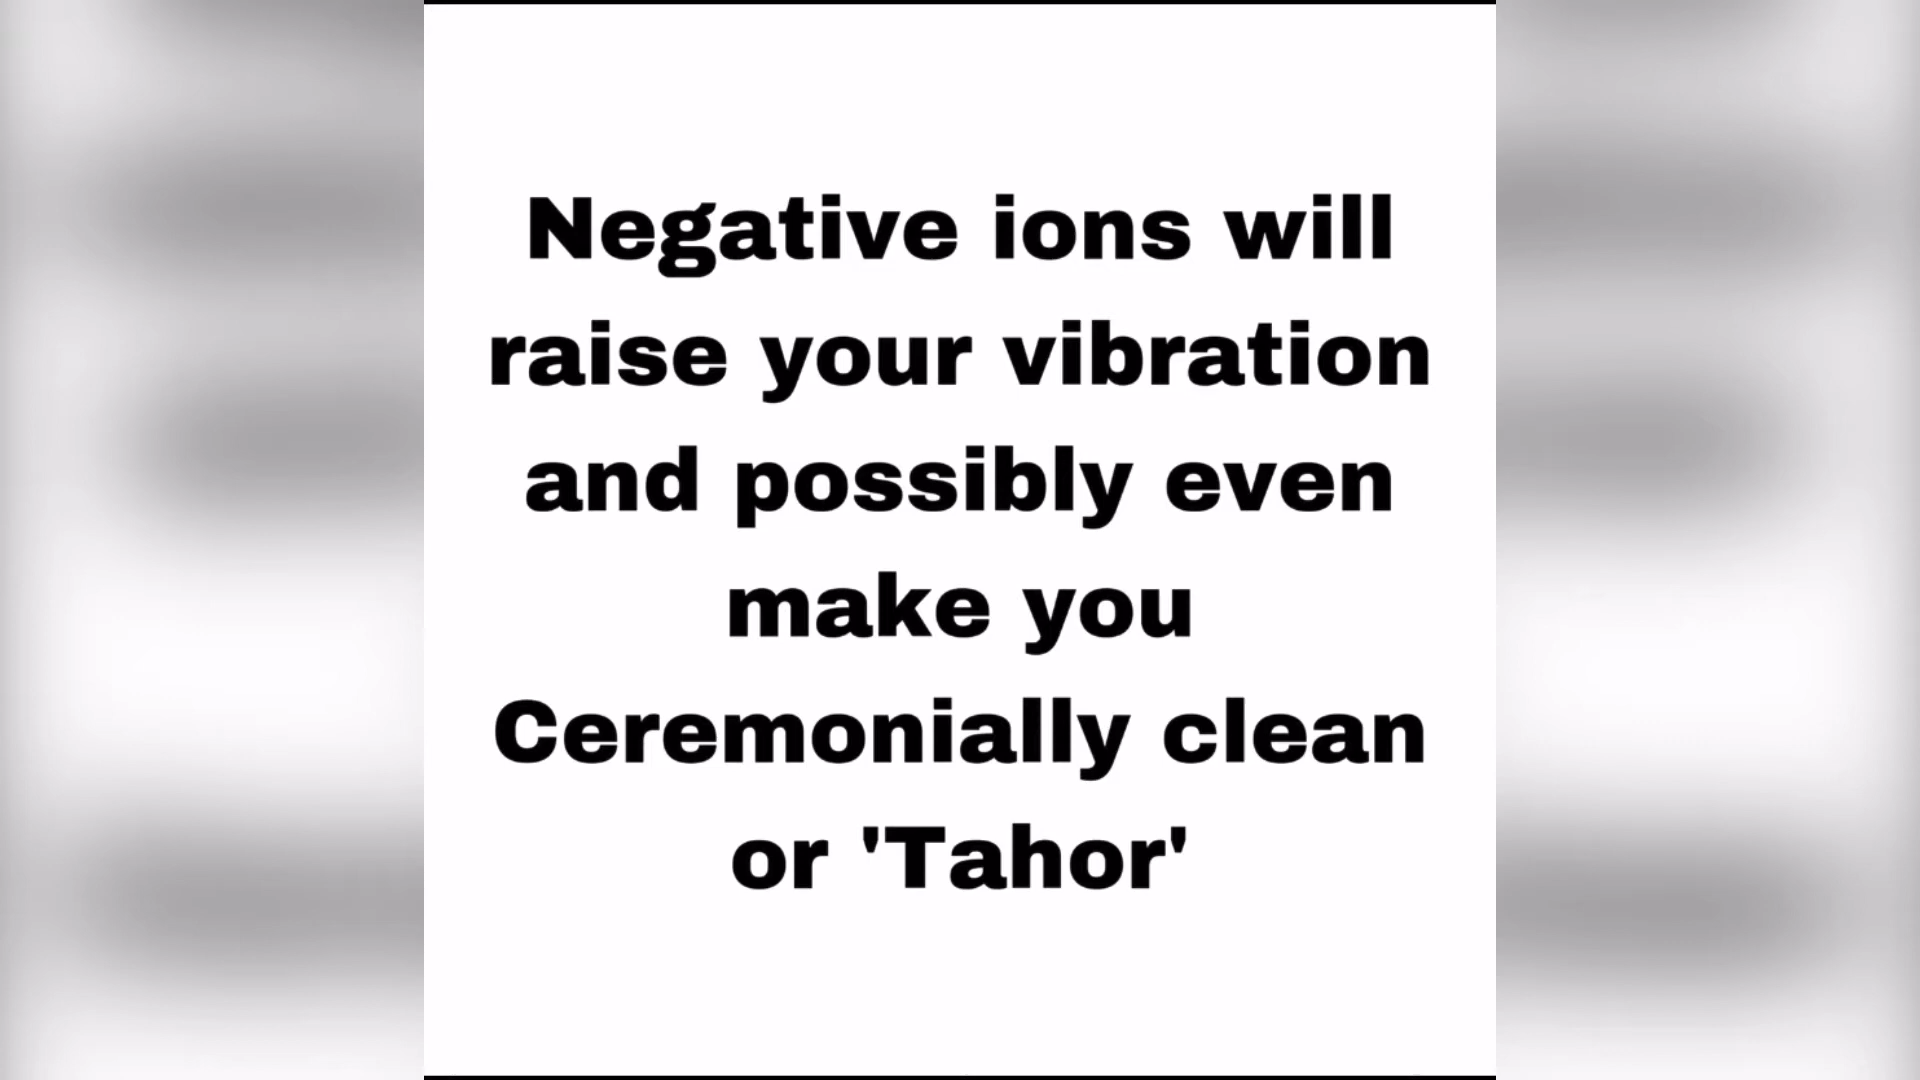 Negative ions will
raise your vibration
and possibly even
make you
Ceremonially clean
or 'Tahor'